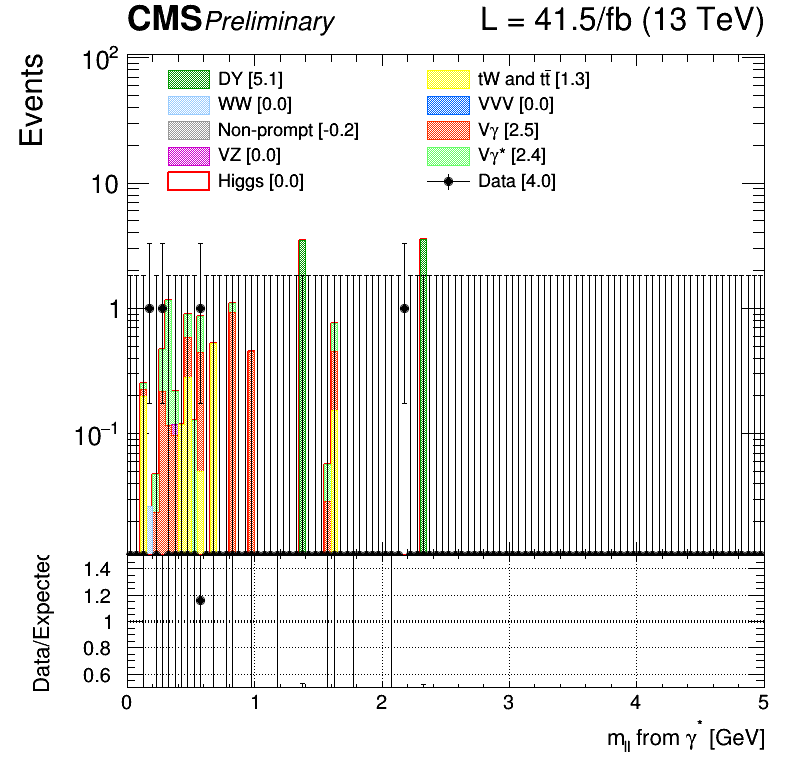 CMS Preliminary L = 41.5/fb (13 TeV)
Events
10²
10
1
10⁻¹
DY [5.1]
WW [0.0]
Non-prompt [-0.2]
VZ [0.0]
Higgs [0.0]
tW and tt̄ [1.3]
VVV [0.0]
Vγ [2.5]
Vγ* [2.4]
Data [4.0]
Data/Expected
1.4
1.2
1
0.8
0.6
0 1 2 3 4 5
m_ll from γ* [GeV]